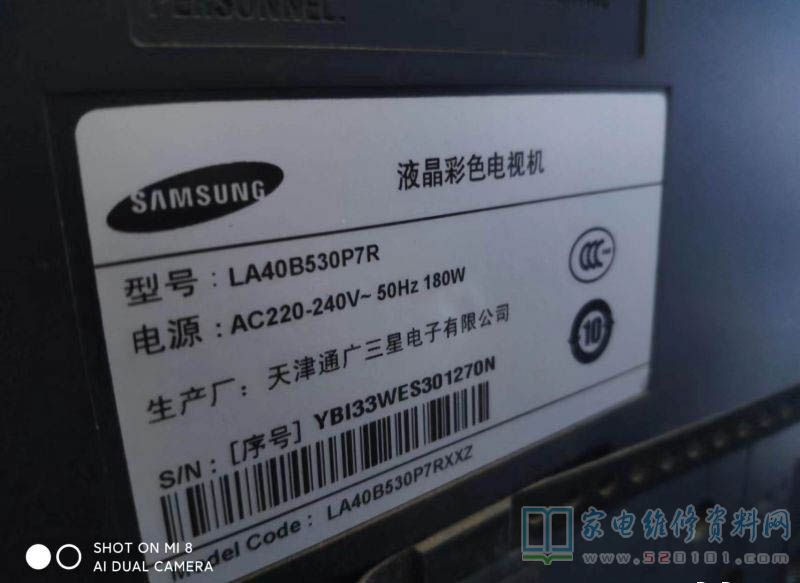 PERSONNEL.
SAMSUNG
液晶彩色电视机
型号：LA40B530P7R
电源：AC220-240V~ 50Hz 180W
生产厂：天津通广三星电子有限公司
S/N：[序号] YBI33WES301270N
Model Code : LA40B530P7RXXZ
CCC
10
SHOT ON MI 8
AI DUAL CAMERA
家电维修资料网
www.520101.com